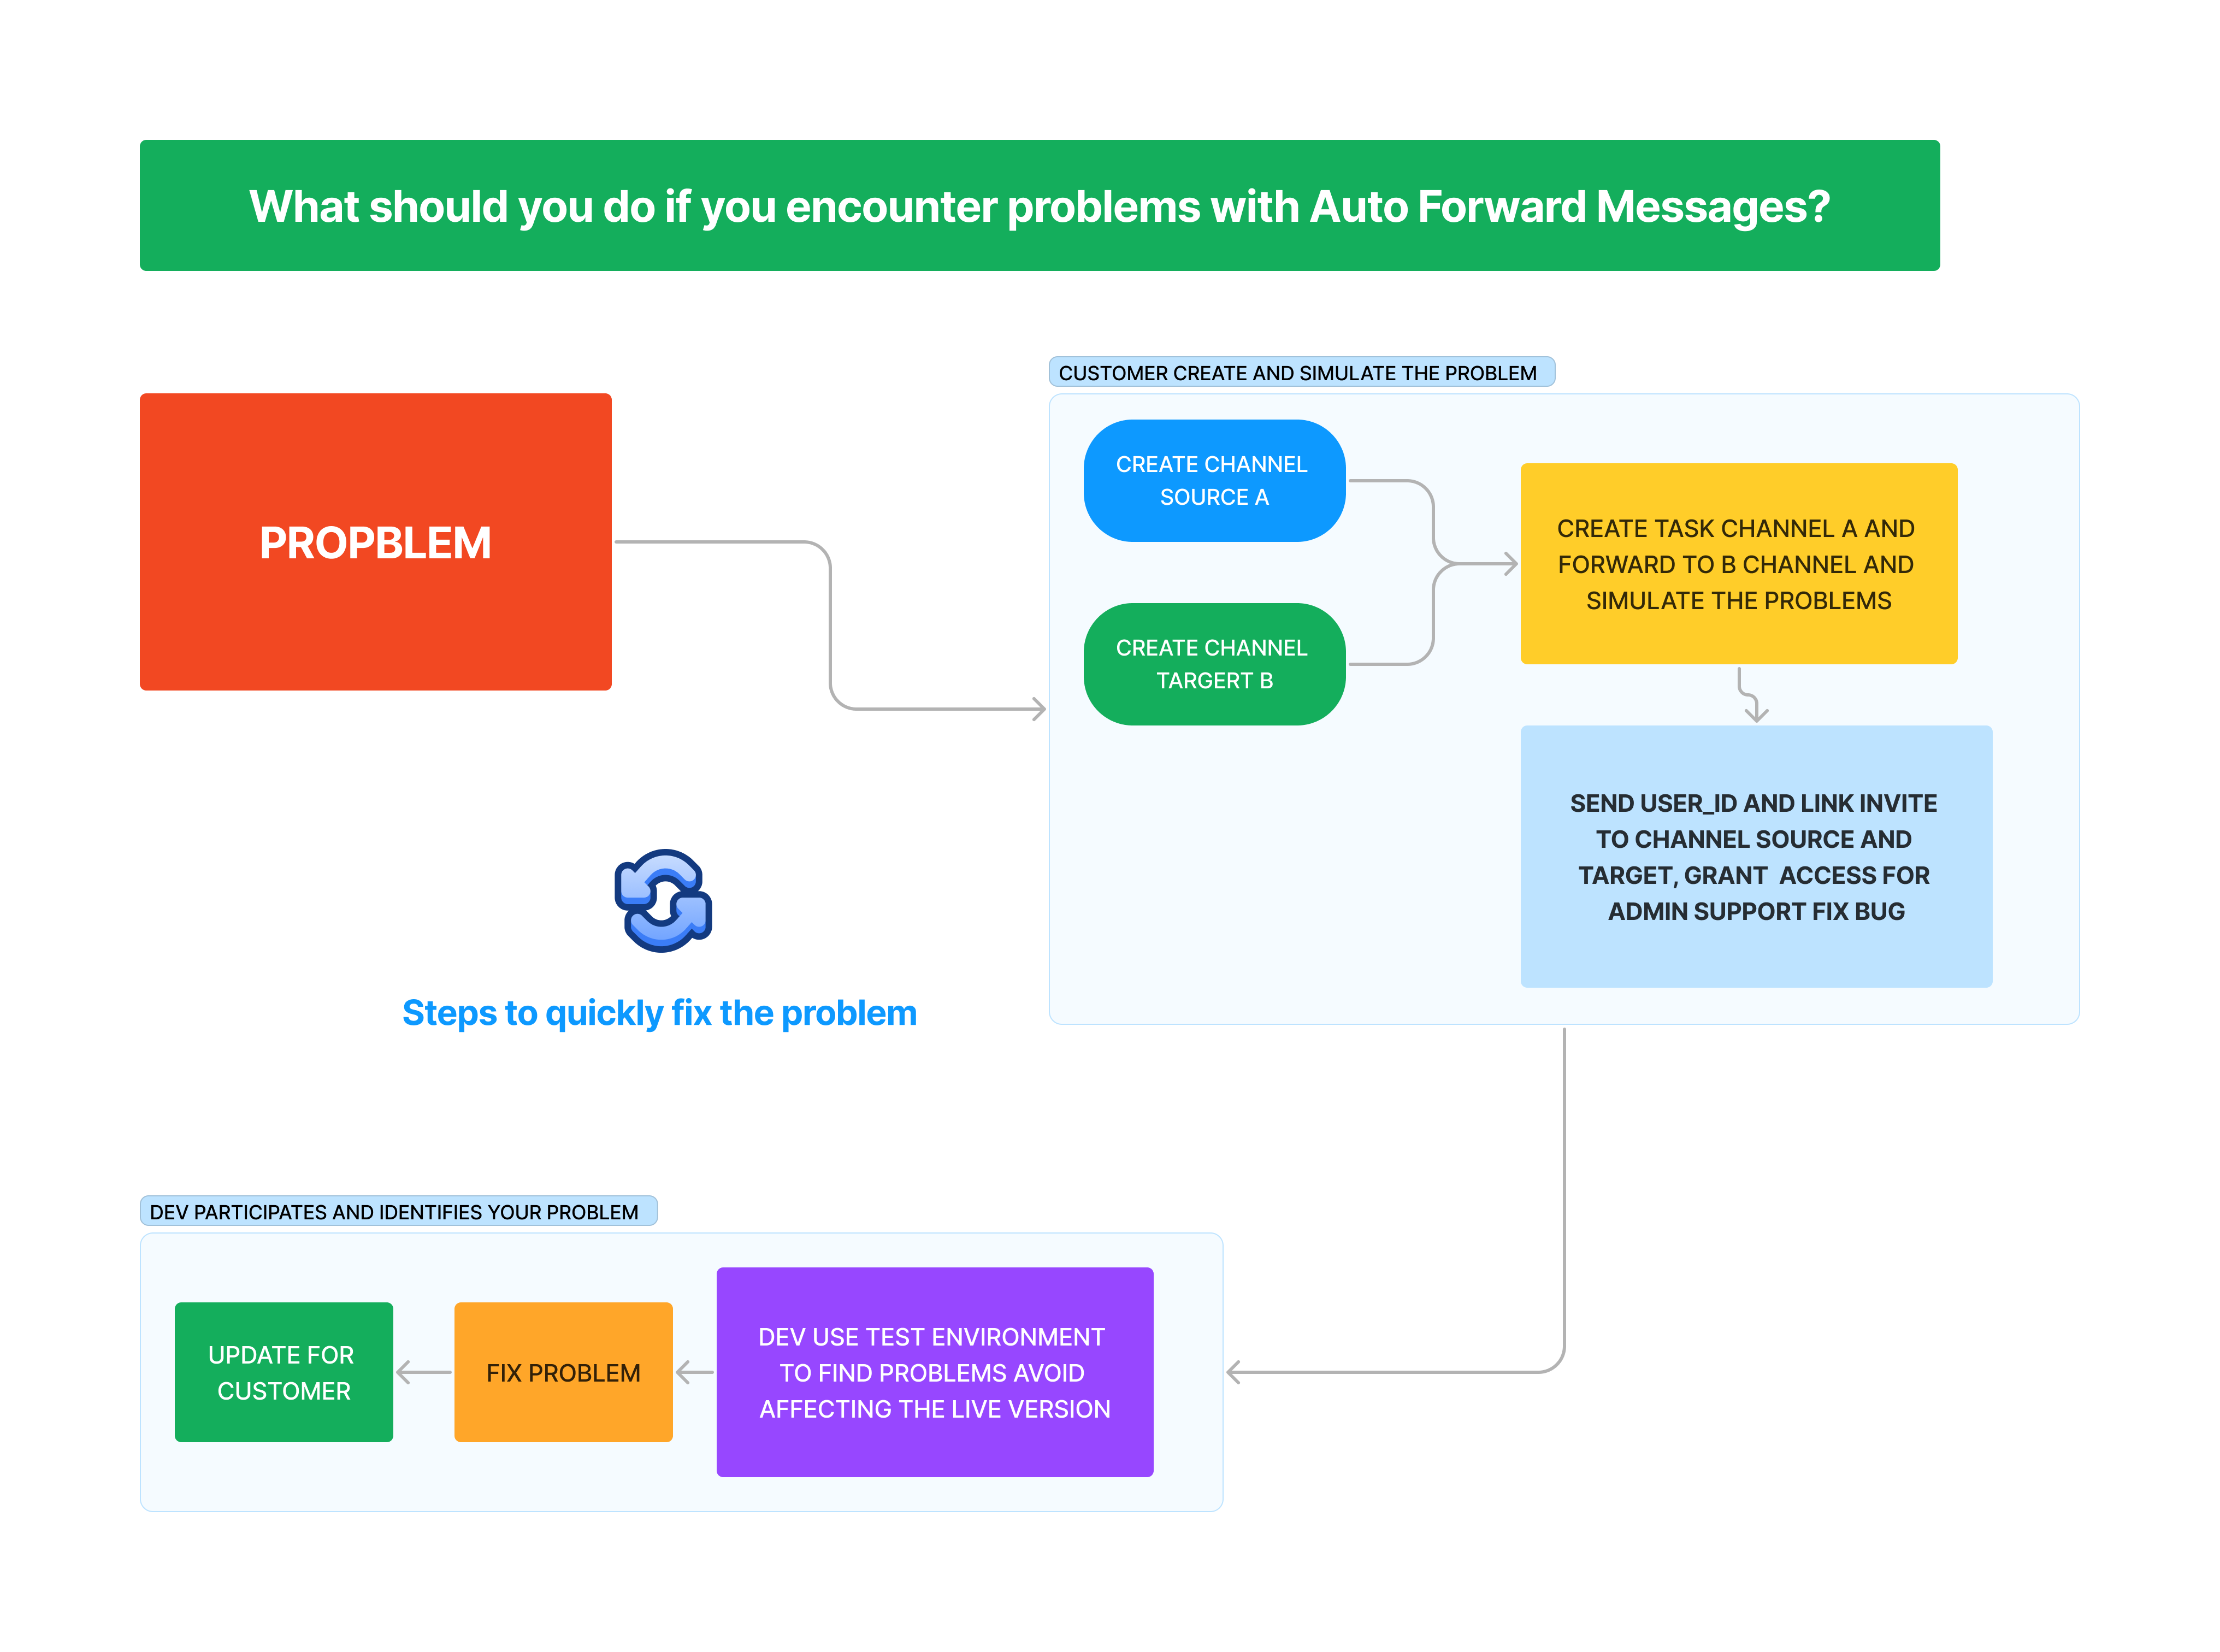 What should you do if you encounter problems with Auto Forward Messages?
PROPBLEM
CUSTOMER CREATE AND SIMULATE THE PROBLEM
CREATE CHANNEL
SOURCE A
CREATE CHANNEL
TARGERT B
CREATE TASK CHANNEL A AND
FORWARD TO B CHANNEL AND
SIMULATE THE PROBLEMS
SEND USER_ID AND LINK INVITE
TO CHANNEL SOURCE AND
TARGET, GRANT  ACCESS FOR
ADMIN SUPPORT FIX BUG
Steps to quickly fix the problem
DEV PARTICIPATES AND IDENTIFIES YOUR PROBLEM
DEV USE TEST ENVIRONMENT
TO FIND PROBLEMS AVOID
AFFECTING THE LIVE VERSION
FIX PROBLEM
UPDATE FOR
CUSTOMER